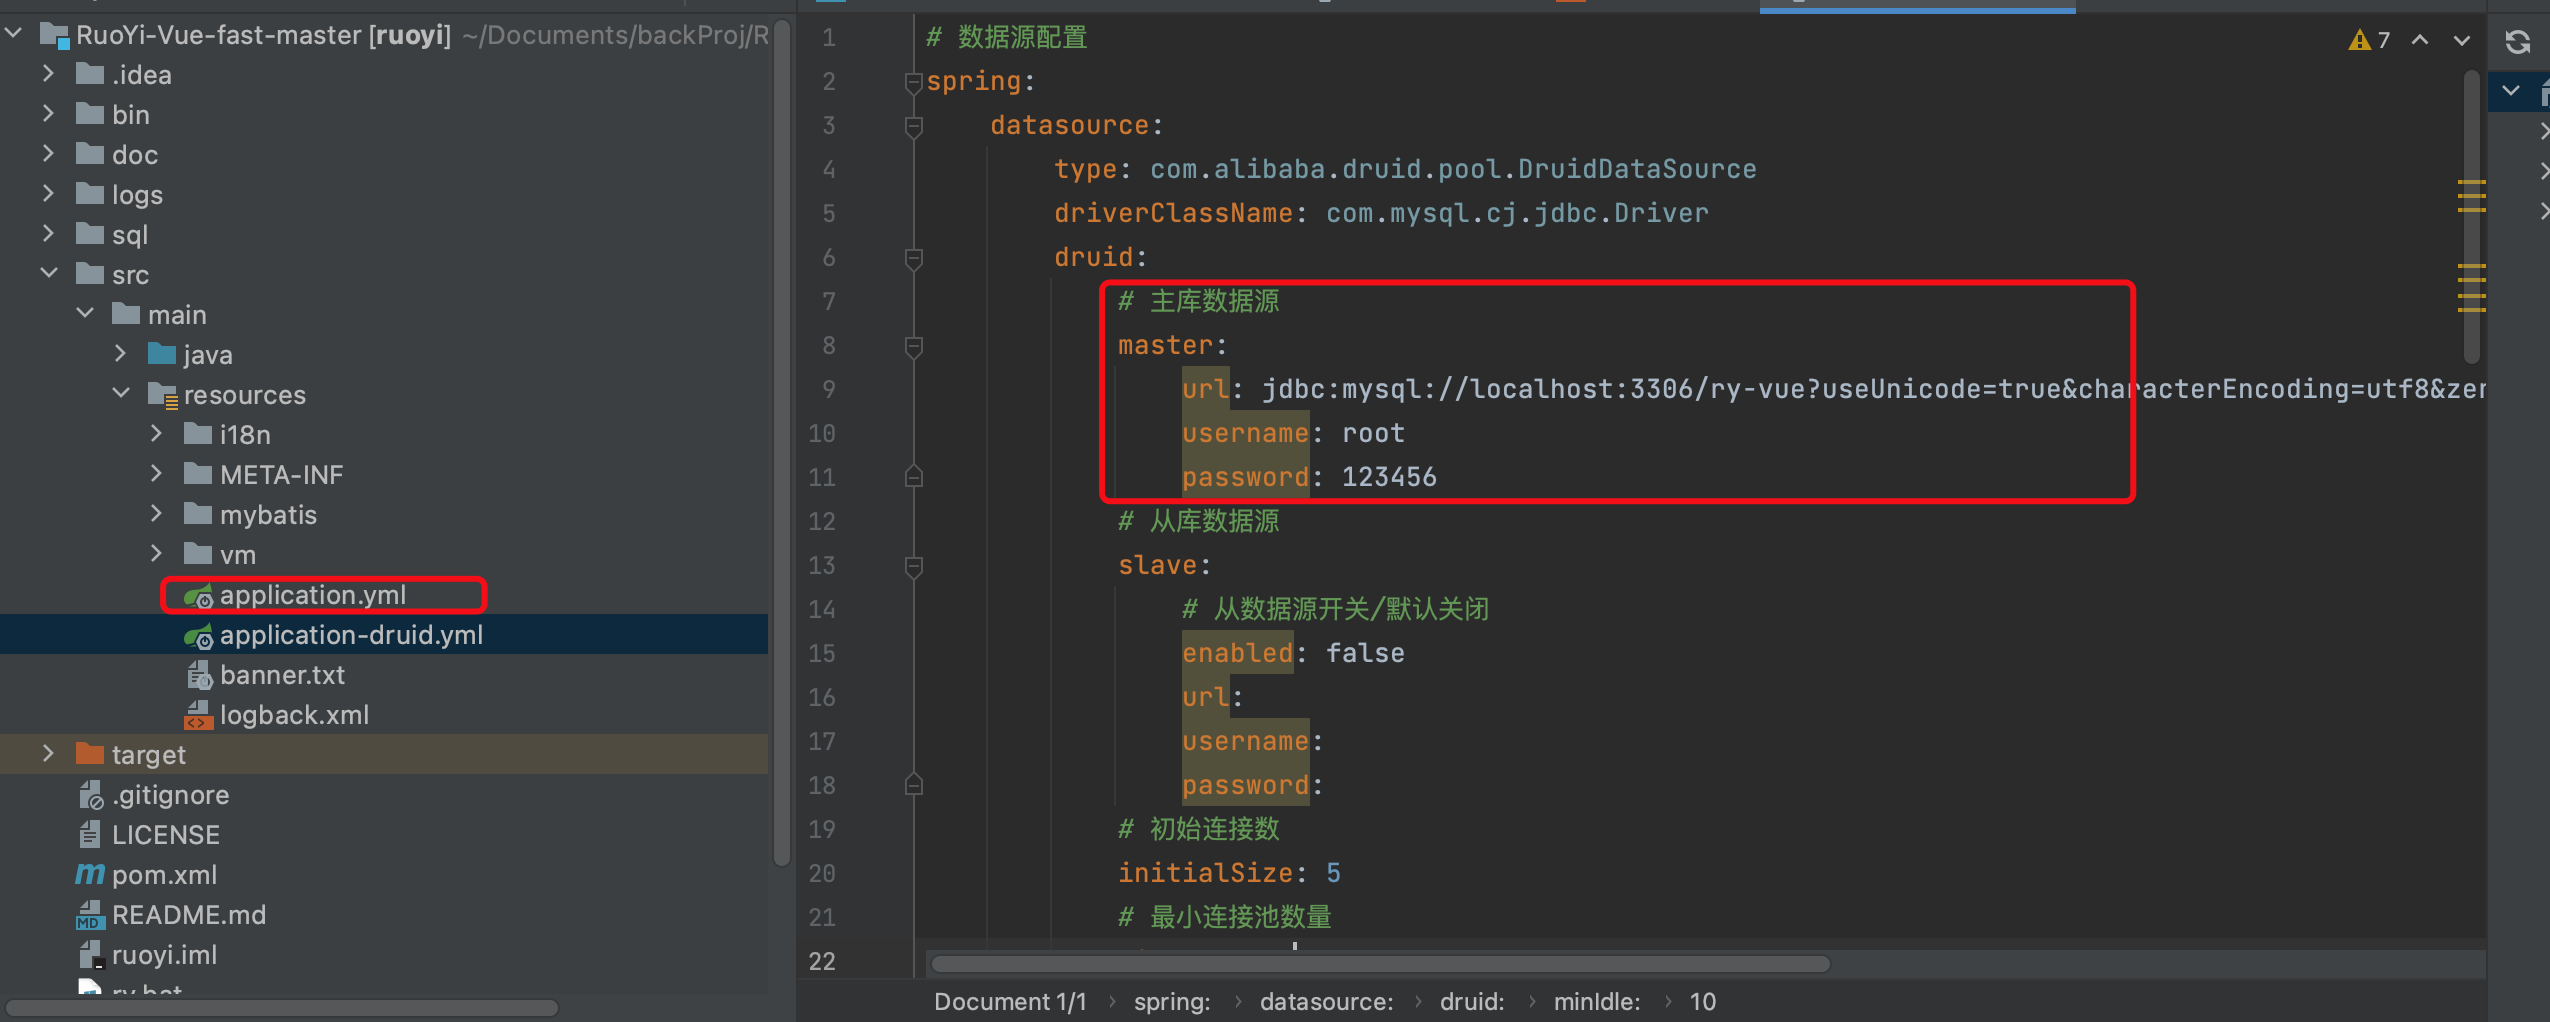 RuoYi-Vue-fast-master [ruoyi] ~/Documents/backProj/R
.idea
bin
doc
logs
sql
src
main
java
resources
i18n
META-INF
mybatis
vm
application.yml
application-druid.yml
banner.txt
logback.xml
target
.gitignore
LICENSE
pom.xml
README.md
ruoyi.iml
ry.bat
7
1 # 数据源配置
2 spring:
3 datasource:
4 type: com.alibaba.druid.pool.DruidDataSource
5 driverClassName: com.mysql.cj.jdbc.Driver
6 druid:
7 # 主库数据源
8 master:
9 url: jdbc:mysql://localhost:3306/ry-vue?useUnicode=true&characterEncoding=utf8&zer
10 username: root
11 password: 123456
12 # 从库数据源
13 slave:
14 # 从数据源开关/默认关闭
15 enabled: false
16 url:
17 username:
18 password:
19 # 初始连接数
20 initialSize: 5
21 # 最小连接池数量
22
Document 1/1 › spring: › datasource: › druid: › minIdle: › 10